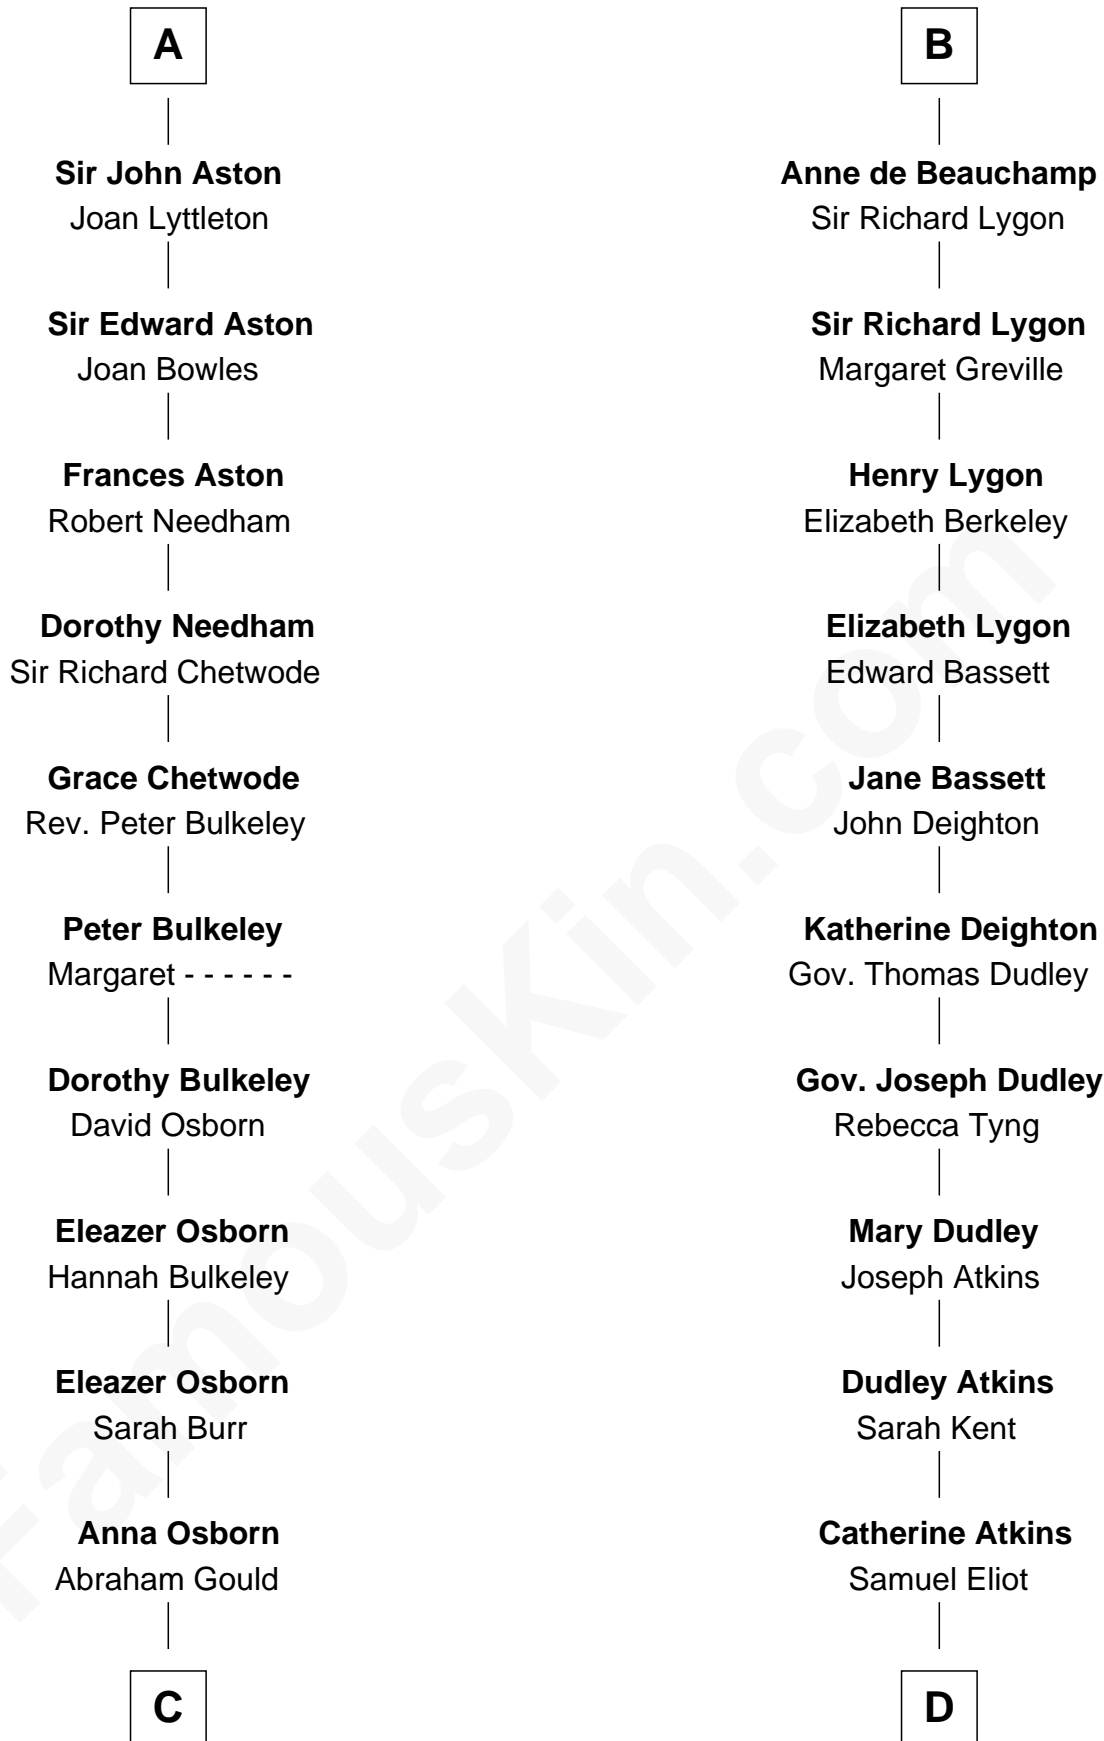 A
Sir John Aston
Joan Lyttleton
Sir Edward Aston
Joan Bowles
Frances Aston
Robert Needham
Dorothy Needham
Sir Richard Chetwode
Grace Chetwode
Rev. Peter Bulkeley
Peter Bulkeley
Margaret - - - - - -
Dorothy Bulkeley
David Osborn
Eleazer Osborn
Hannah Bulkeley
Eleazer Osborn
Sarah Burr
Anna Osborn
Abraham Gould
C
B
Anne de Beauchamp
Sir Richard Lygon
Sir Richard Lygon
Margaret Greville
Henry Lygon
Elizabeth Berkeley
Elizabeth Lygon
Edward Bassett
Jane Bassett
John Deighton
Katherine Deighton
Gov. Thomas Dudley
Gov. Joseph Dudley
Rebecca Tyng
Mary Dudley
Joseph Atkins
Dudley Atkins
Sarah Kent
Catherine Atkins
Samuel Eliot
D
FamousKin.com